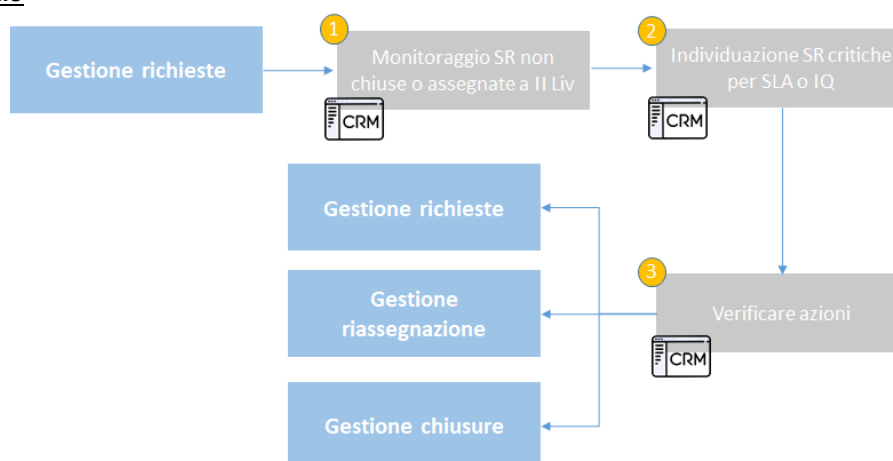 1
2
Gestione richieste
Monitoraggio SR non
chiuse o assegnate a II Liv
Individuazione SR critiche
per SLA o IQ
CRM
CRM
Gestione richieste
3
Gestione
riassegnazione
Verificare azioni
CRM
Gestione chiusure